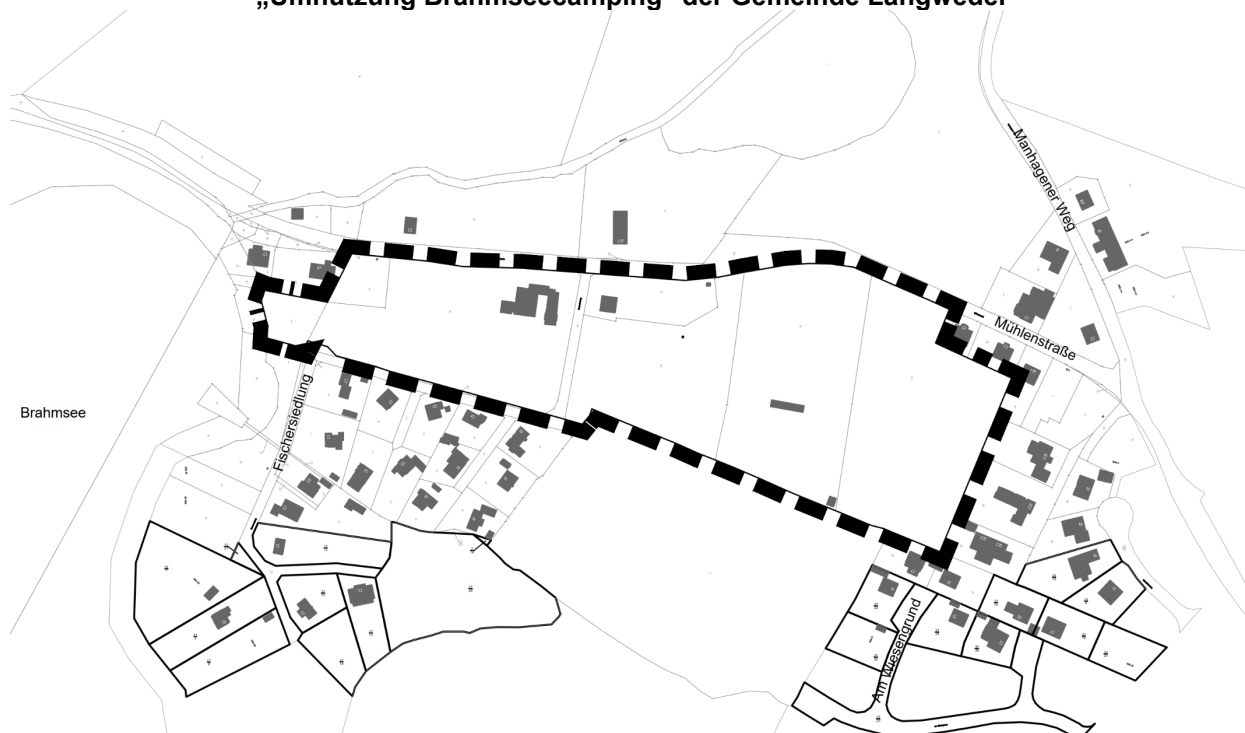 „Umnutzung Brahmseecamping“ der Gemeinde Langwedel
Manhagener Weg
Mühlenstraße
Fischersiedlung
Brahmsee
Am Wiesengrund